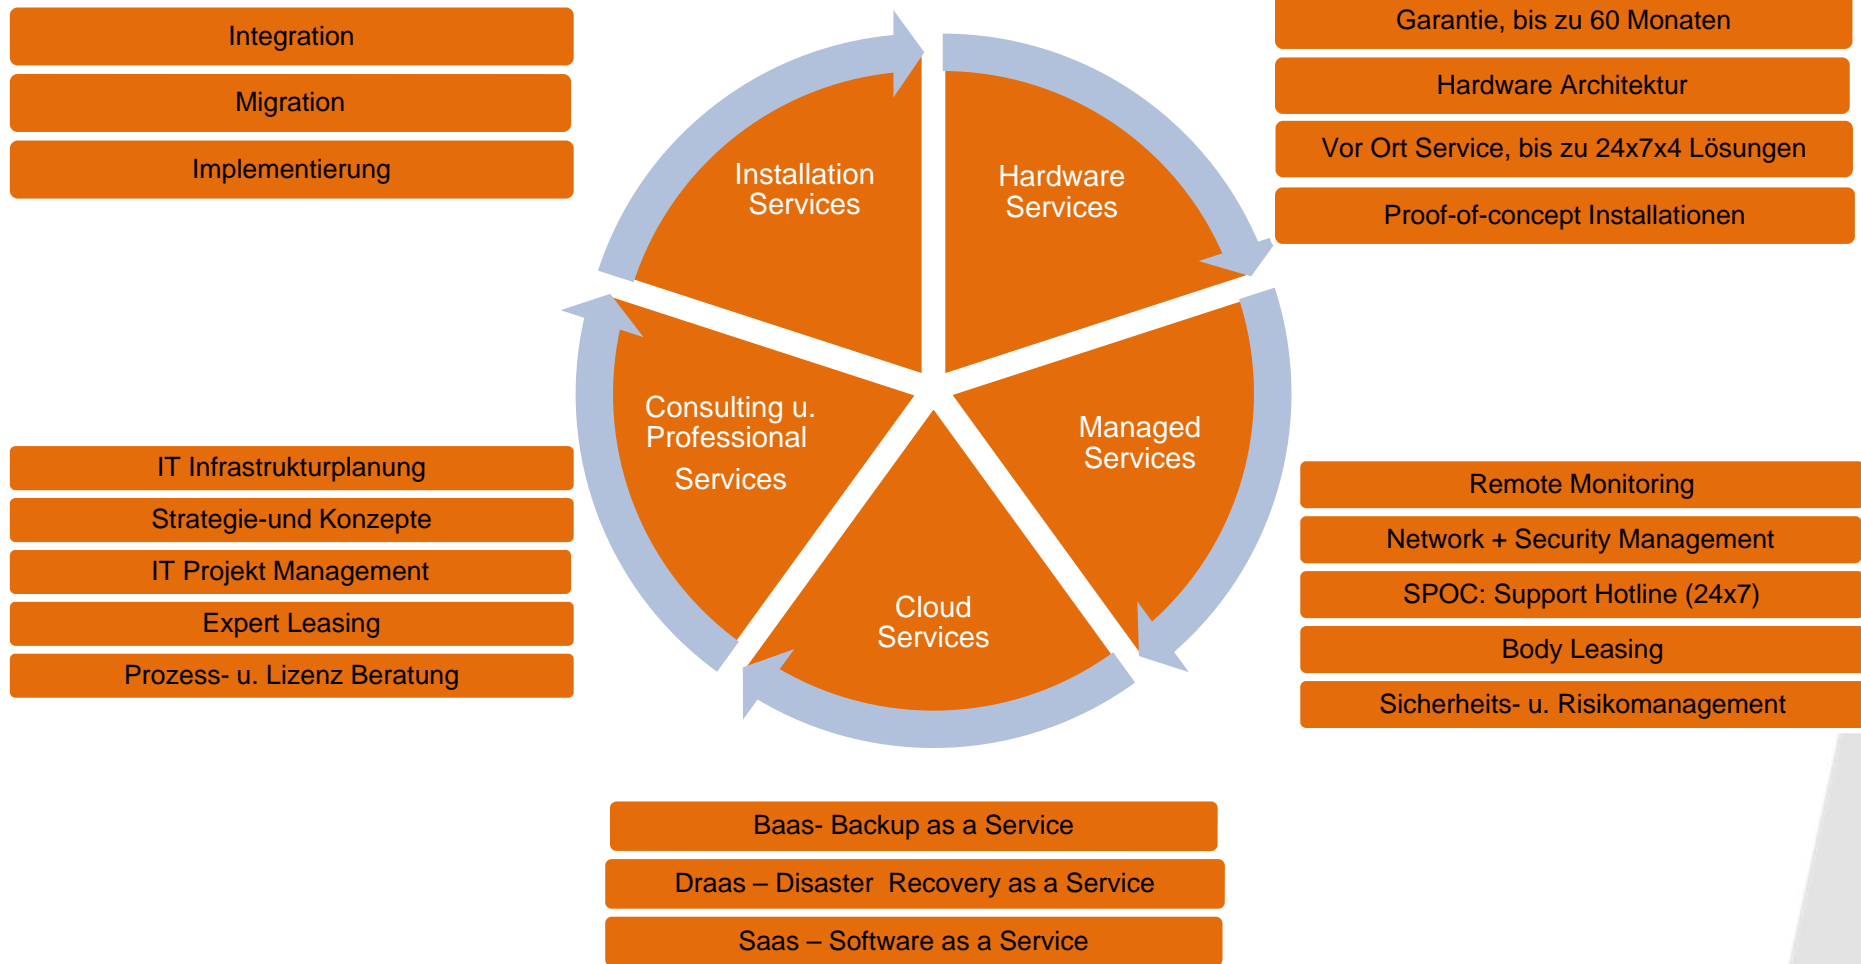 Integration
Migration
Implementierung
Garantie, bis zu 60 Monaten
Hardware Architektur
Vor Ort Service, bis zu 24x7x4 Lösungen
Proof-of-concept Installationen
Installation
Services
Hardware
Services
Consulting u.
Professional
Services
Managed
Services
Cloud
Services
IT Infrastrukturplanung
Strategie-und Konzepte
IT Projekt Management
Expert Leasing
Prozess- u. Lizenz Beratung
Remote Monitoring
Network + Security Management
SPOC: Support Hotline (24x7)
Body Leasing
Sicherheits- u. Risikomanagement
Baas- Backup as a Service
Draas – Disaster  Recovery as a Service
Saas – Software as a Service